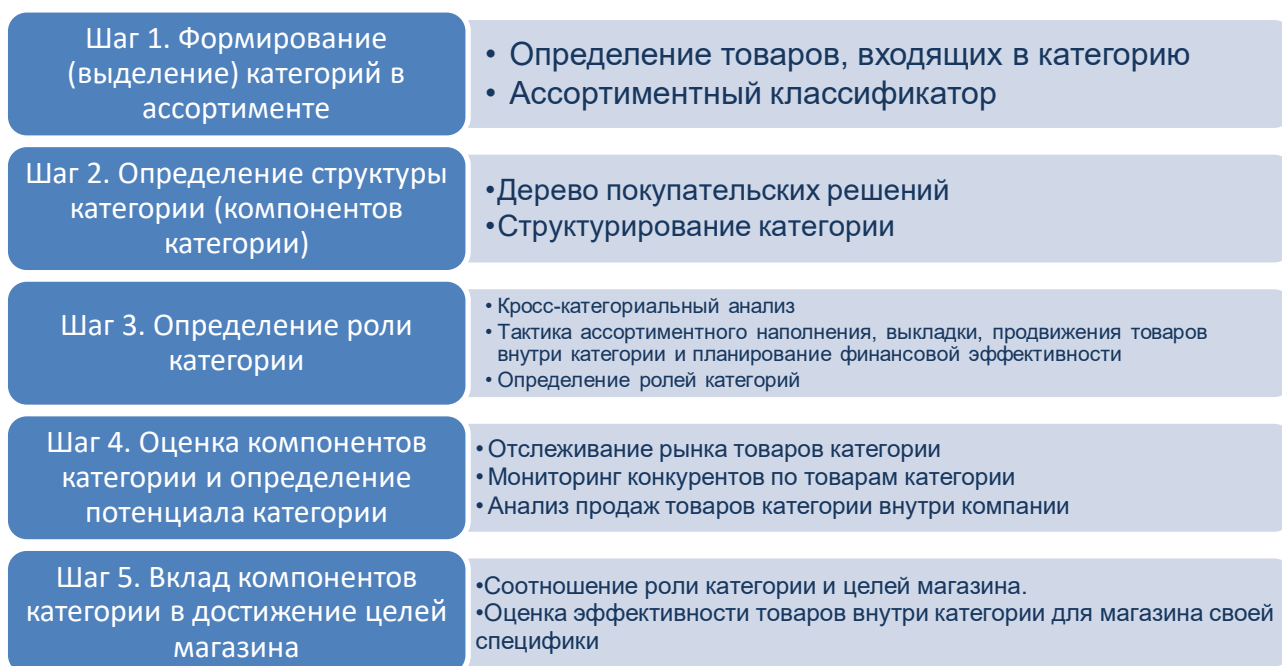 Шаг 1. Формирование
(выделение) категорий в
ассортименте
• Определение товаров, входящих в категорию
• Ассортиментный классификатор
Шаг 2. Определение структуры
категории (компонентов
категории)
•Дерево покупательских решений
•Структурирование категории
Шаг 3. Определение роли
категории
• Кросс-категориальный анализ
• Тактика ассортиментного наполнения, выкладки, продвижения товаров
внутри категории и планирование финансовой эффективности
• Определение ролей категорий
Шаг 4. Оценка компонентов
категории и определение
потенциала категории
•Отслеживание рынка товаров категории
•Мониторинг конкурентов по товарам категории
•Анализ продаж товаров категории внутри компании
Шаг 5. Вклад компонентов
категории в достижение целей
магазина
•Соотношение роли категории и целей магазина.
•Оценка эффективности товаров внутри категории для магазина своей
специфики